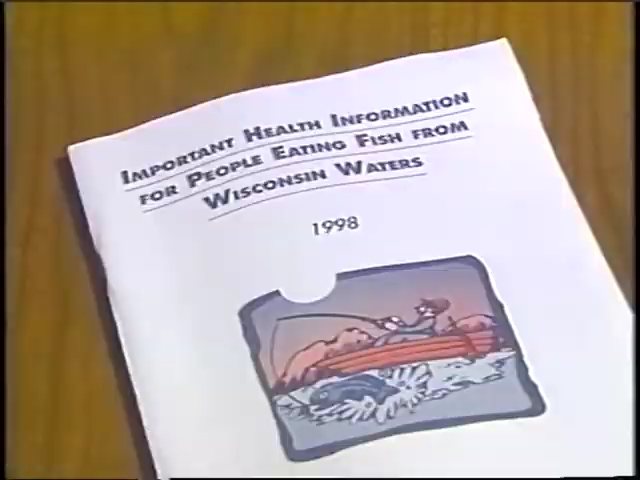 IMPORTANT HEALTH INFORMATION
FOR PEOPLE EATING FISH FROM
WISCONSIN WATERS
1998